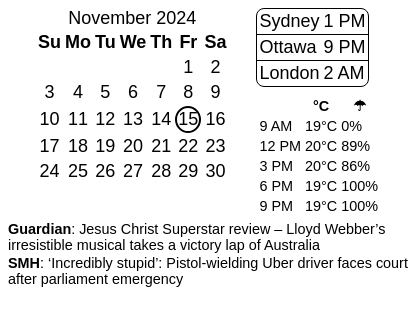 November 2024
Su Mo Tu We Th Fr Sa
1 2
3 4 5 6 7 8 9
10 11 12 13 14 15 16
17 18 19 20 21 22 23
24 25 26 27 28 29 30
Sydney 1 PM
Ottawa 9 PM
London 2 AM
°C ☂
9 AM 19°C 0%
12 PM 20°C 89%
3 PM 20°C 86%
6 PM 19°C 100%
9 PM 19°C 100%
Guardian: Jesus Christ Superstar review – Lloyd Webber’s
irresistible musical takes a victory lap of Australia
SMH: ‘Incredibly stupid’: Pistol-wielding Uber driver faces court
after parliament emergency